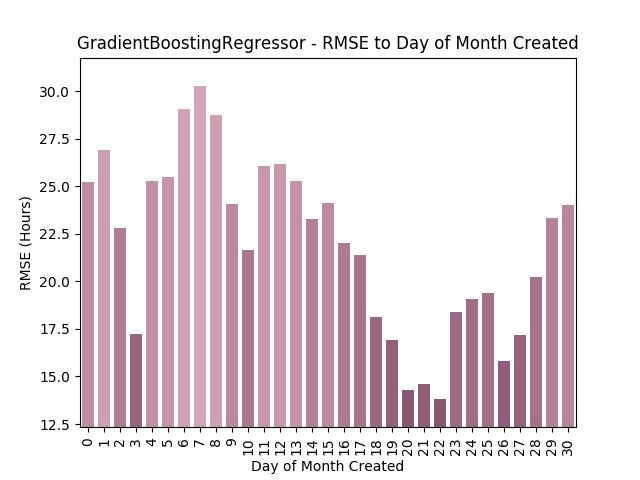 GradientBoostingRegressor - RMSE to Day of Month Created
RMSE (Hours)
30.0
27.5
25.0
22.5
20.0
17.5
15.0
12.5
0 1 2 3 4 5 6 7 8 9 10 11 12 13 14 15 16 17 18 19 20 21 22 23 24 25 26 27 28 29 30
Day of Month Created